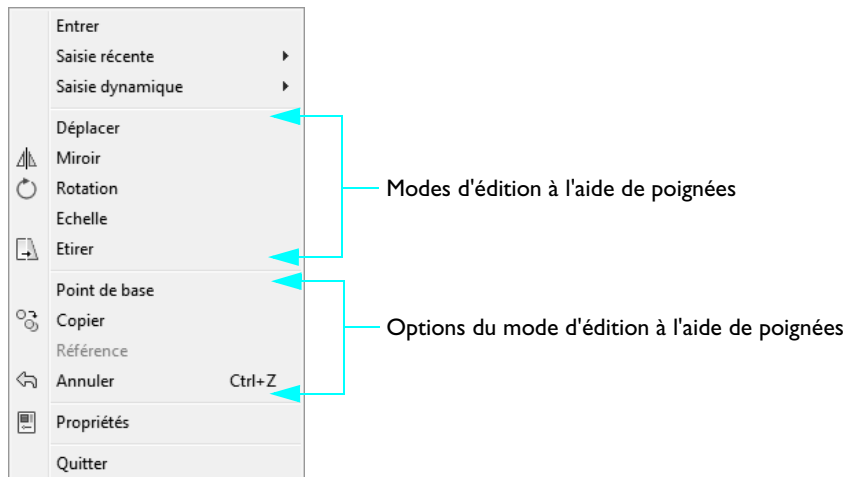 Entrer
Saisie récente
Saisie dynamique
Déplacer
Miroir
Rotation
Echelle
Etirer
Modes d'édition à l'aide de poignées
Point de base
Copier
Référence
Annuler Ctrl+Z
Options du mode d'édition à l'aide de poignées
Propriétés
Quitter